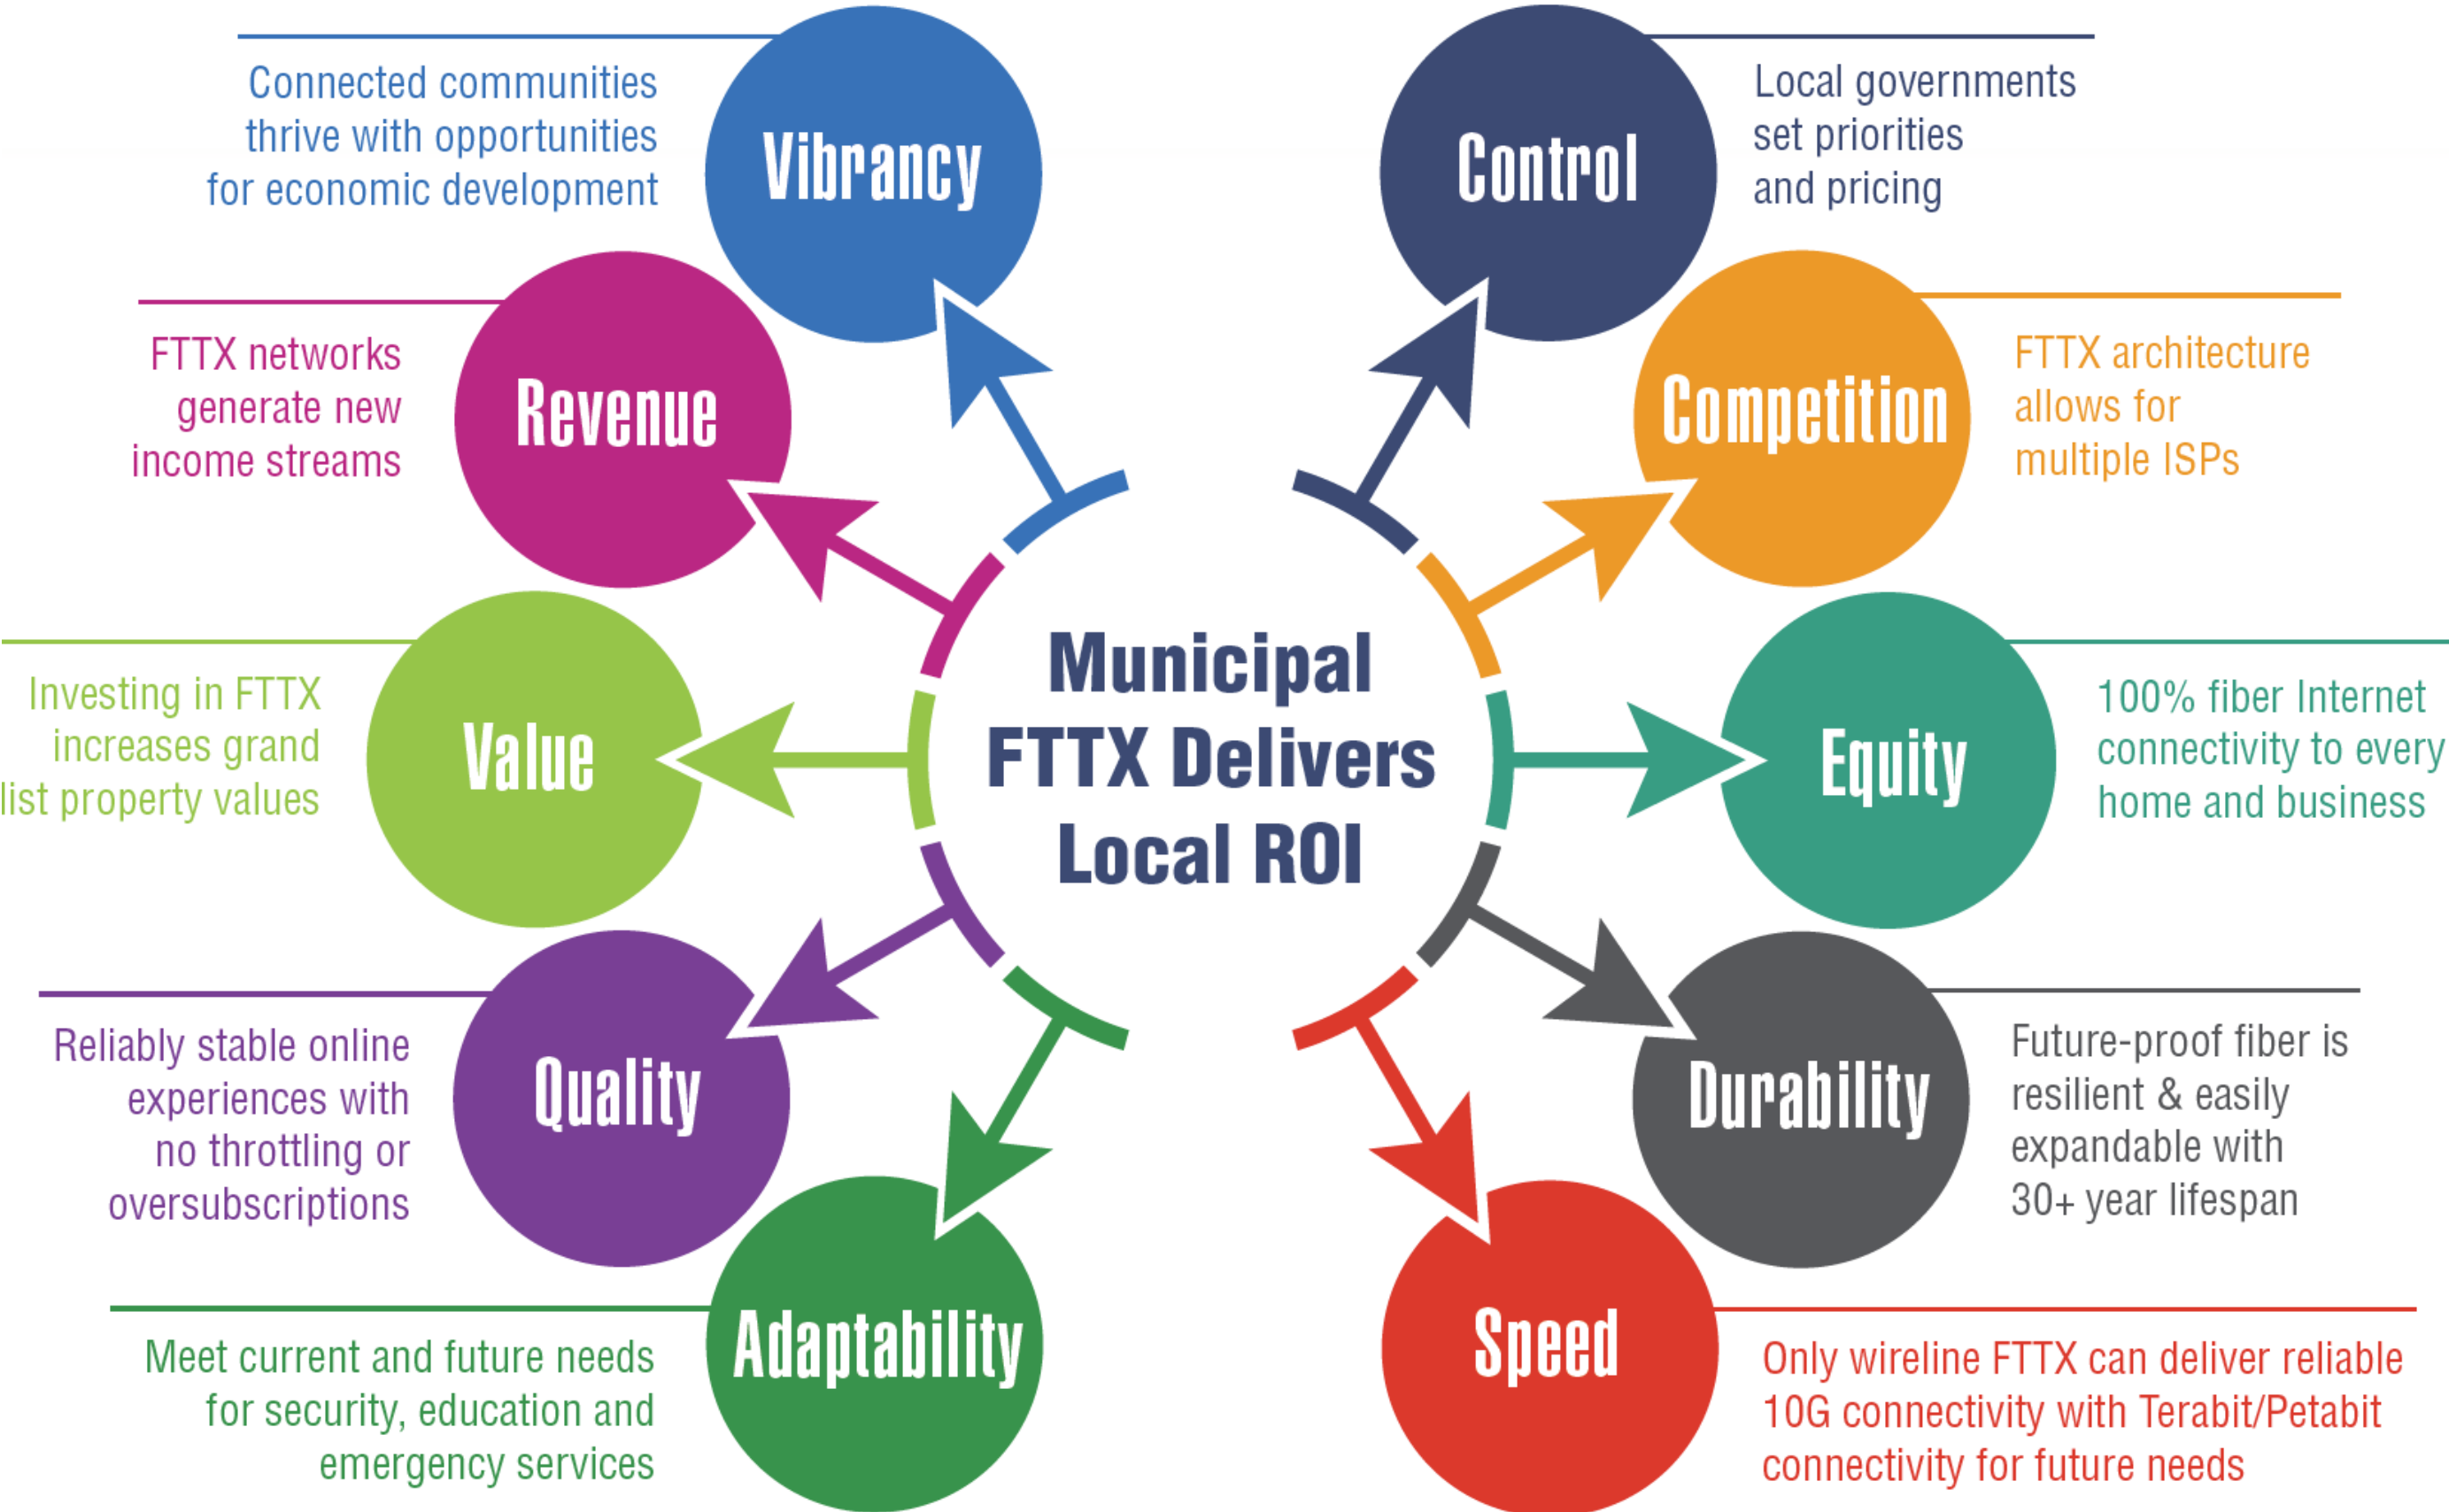 Connected communities
thrive with opportunities
for economic development
Vibrancy
Control
Local governments
set priorities
and pricing
FTTX networks
generate new
income streams
Revenue
Competition
FTTX architecture
allows for
multiple ISPs
Investing in FTTX
increases grand
list property values
Value
Municipal
FTTX Delivers
Local ROI
Equity
100% fiber Internet
connectivity to every
home and business
Reliably stable online
experiences with
no throttling or
oversubscriptions
Quality
Durability
Future-proof fiber is
resilient & easily
expandable with
30+ year lifespan
Meet current and future needs
for security, education and
emergency services
Adaptability
Speed
Only wireline FTTX can deliver reliable
10G connectivity with Terabit/Petabit
connectivity for future needs